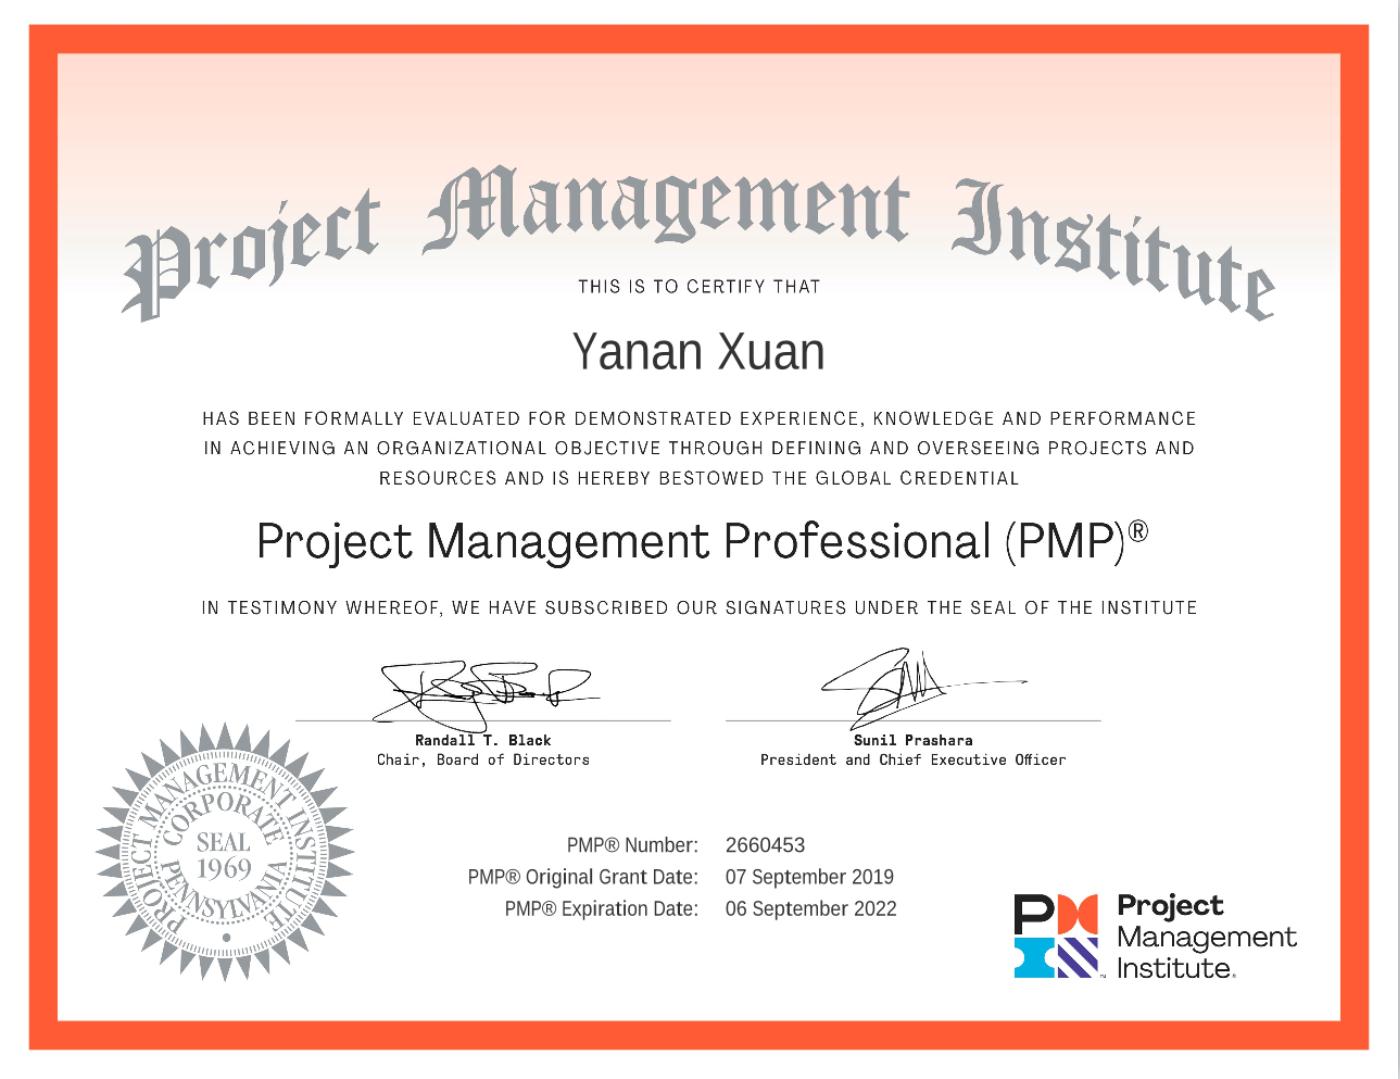 Project Management Institute
THIS IS TO CERTIFY THAT
Yanan Xuan
HAS BEEN FORMALLY EVALUATED FOR DEMONSTRATED EXPERIENCE, KNOWLEDGE AND PERFORMANCE
IN ACHIEVING AN ORGANIZATIONAL OBJECTIVE THROUGH DEFINING AND OVERSEEING PROJECTS AND
RESOURCES AND IS HEREBY BESTOWED THE GLOBAL CREDENTIAL
Project Management Professional (PMP)®
IN TESTIMONY WHEREOF, WE HAVE SUBSCRIBED OUR SIGNATURES UNDER THE SEAL OF THE INSTITUTE
Randall T. Black
Chair, Board of Directors
Sunil Prashara
President and Chief Executive Officer
PROJECT MANAGEMENT INSTITUTE
CORPORATE
SEAL
1969
PENNSYLVANIA
PMP® Number: 2660453
PMP® Original Grant Date: 07 September 2019
PMP® Expiration Date: 06 September 2022
P
Project
Management
Institute.